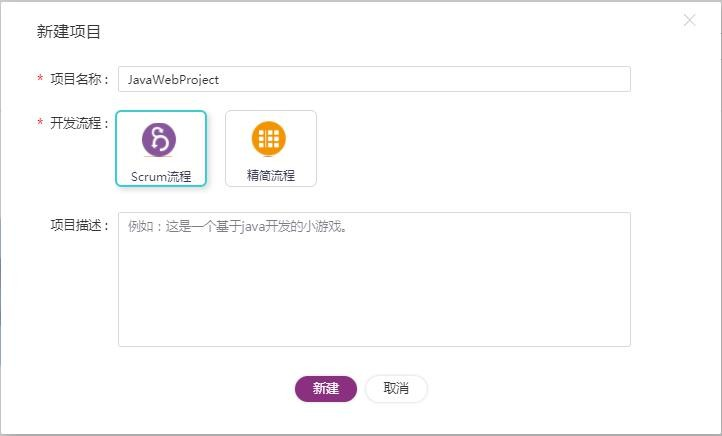 新建项目
* 项目名称： JavaWebProject
* 开发流程：
Scrum流程 精简流程
项目描述： 例如：这是一个基于java开发的小游戏。
新建 取消